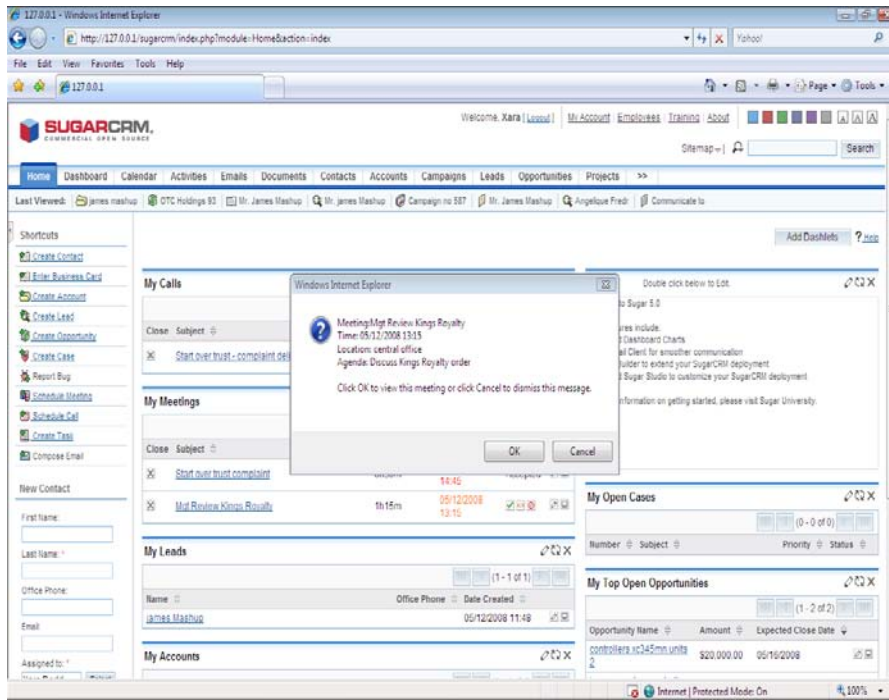 127.0.0.1 - Windows Internet Explorer
http://127.0.0.1/sugarcrm/index.php?module=Home&action=index
Yahoo!
File Edit View Favorites Tools Help
127.0.0.1
Page Tools
Welcome, Xara [Logout] My Account Employees Training About
SUGARCRM.
COMMERCIAL OPEN SOURCE
A A A
Sitemap
Search
Home Dashboard Calendar Activities Emails Documents Contacts Accounts Campaigns Leads Opportunities Projects >>
Last Viewed: james mashup OTC Holdings 93 Mr. James Mashup Mr. james Mashup Campaign no 587 Mr. James Mashup Angelique Fredr Communicate to
Shortcuts
Add Dashlets ? Help
Create Contact
Enter Business Card
Create Account
Create Lead
Create Opportunity
Create Case
Report Bug
Schedule Meeting
Schedule Call
Create Task
Compose Email
New Contact
First Name:
Last Name: *
Office Phone:
Email:
Assigned to: *
My Calls
Close Subject
Start over trust - complaint
My Meetings
Close Subject
Start over trust complaint
14:45
Mgt Review Kings Royalty 1h15m 05/12/2008
13:15
My Leads
(1 - 1 of 1)
Name Office Phone Date Created
james Mashup 05/12/2008 11:48
My Accounts
Windows Internet Explorer
Meeting:Mgt Review Kings Royalty
Time:05/12/2008 13:15
Location: central office
Agenda: Discuss Kings Royalty order
Click OK to view this meeting or click Cancel to dismiss this message.
OK Cancel
Double click below to Edit.
to Sugar 5.0
ures include:
Dashboard Charts
ail Client for smoother communication
uilder to extend your SugarCRM deployment
Sugar Studio to customize your SugarCRM deployment
nformation on getting started, please visit Sugar University.
My Open Cases
(0 - 0 of 0)
Number Subject Priority Status
My Top Open Opportunities
(1 - 2 of 2)
Opportunity Name Amount Expected Close Date
controllers xc345mn units
2 $20,000.00 05/16/2008
Internet | Protected Mode: On 100%